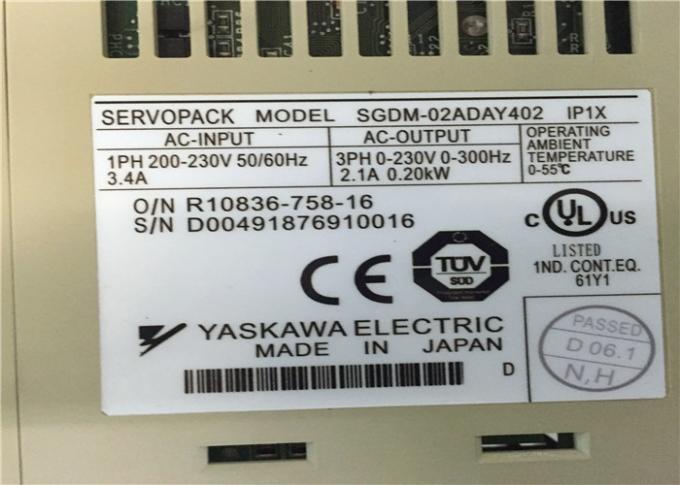 SERVOPACK MODEL SGDM-02ADAY402 IP1X
AC-INPUT
1PH 200-230V 50/60Hz
3.4A
AC-OUTPUT
3PH 0-230V 0-300Hz
2.1A 0.20kW
OPERATING
AMBIENT
TEMPERATURE
0-55℃
O/N R10836-758-16
S/N D00491876910016
C UL US
LISTED
1ND. CONT.EQ.
61Y1
CE
TÜV
SÜD
YASKAWA ELECTRIC
MADE IN JAPAN
D
PASSED
D 06.1
N,H